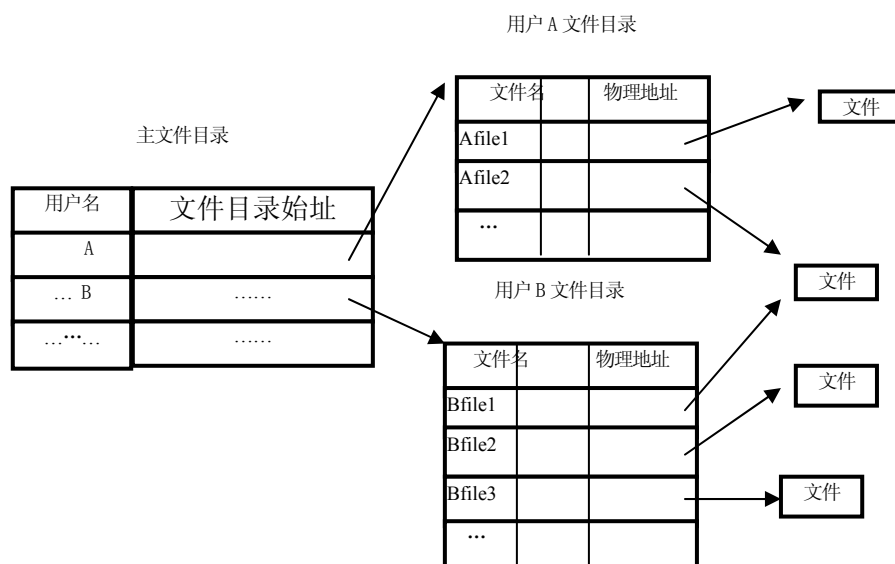 用户 A 文件目录
文件名 物理地址
Afile1
Afile2
…
文件
主文件目录
用户名 文件目录始址
A
… B ……
……… ……
文件
用户 B 文件目录
文件名 物理地址
Bfile1
Bfile2
Bfile3
…
文件
文件